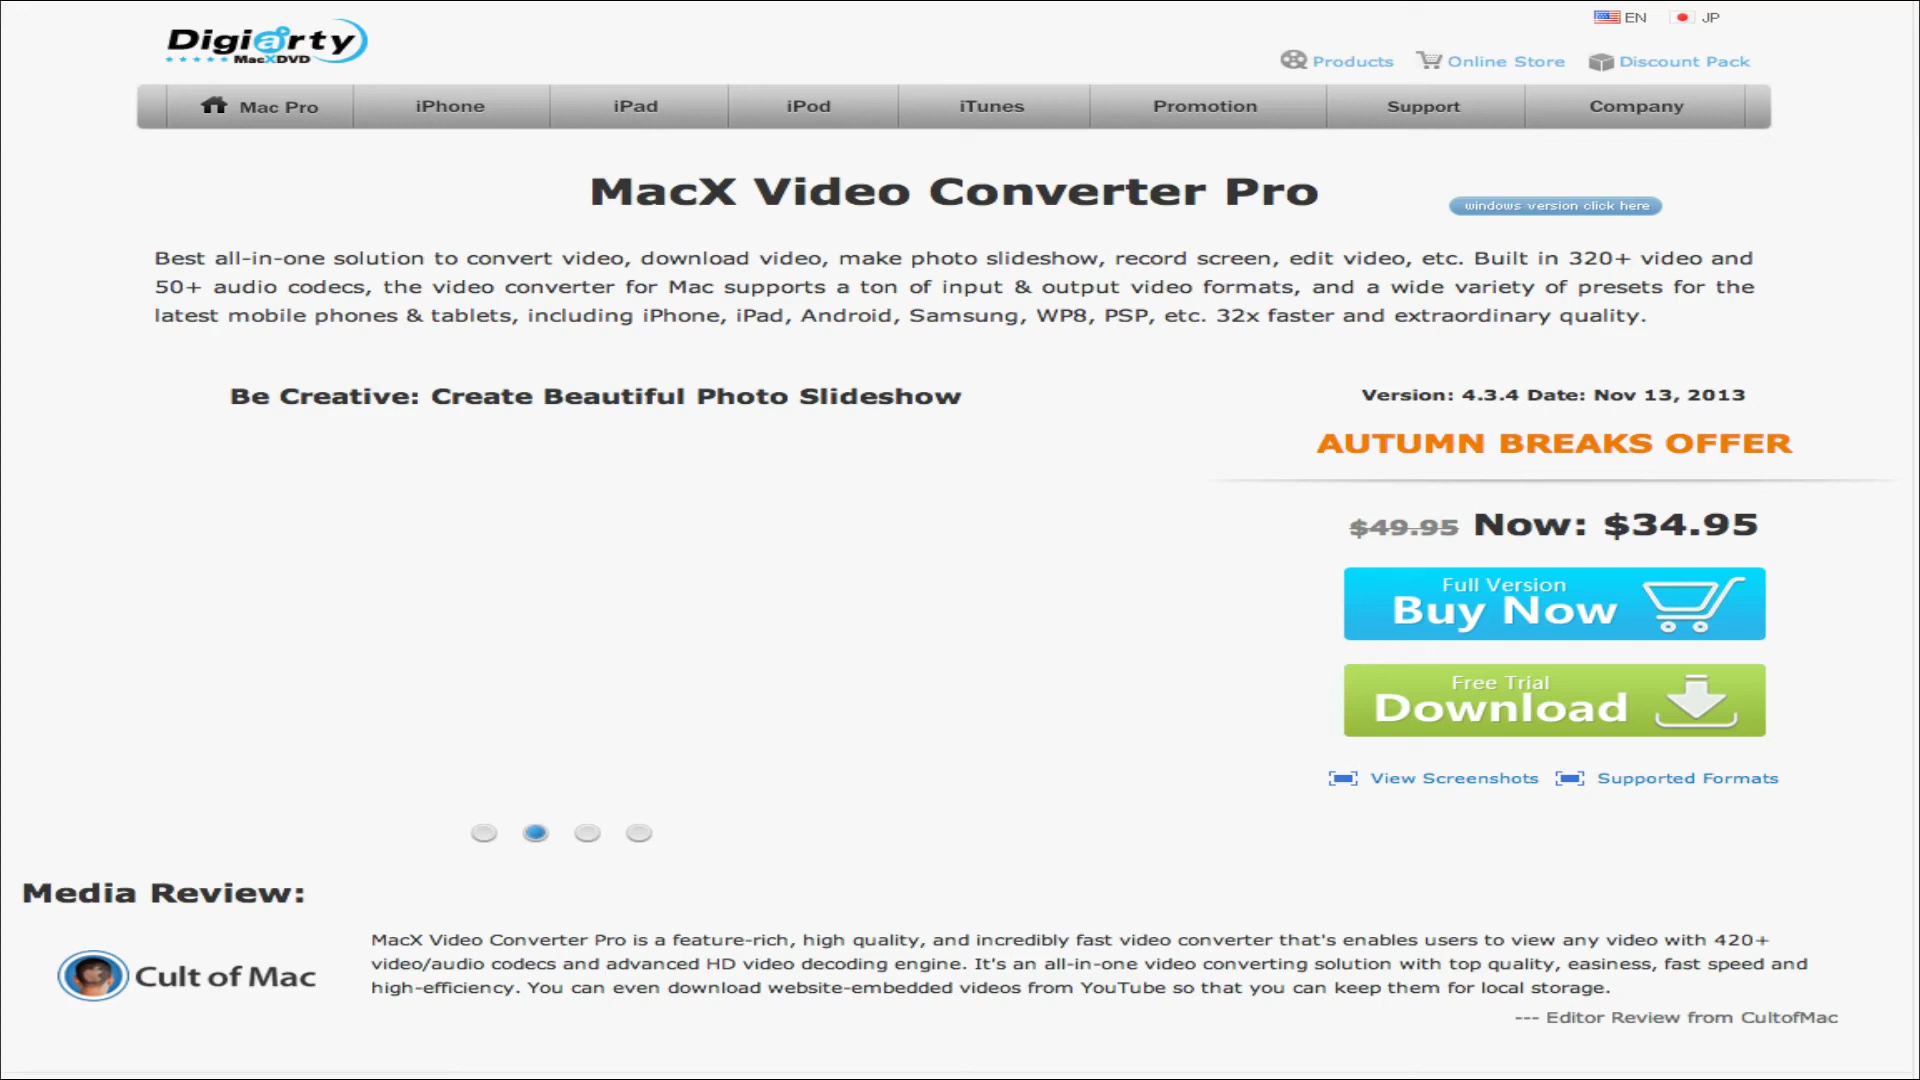 EN JP
Digiarty
MacXDVD
Products Online Store Discount Pack
Mac Pro iPhone iPad iPod iTunes Promotion Support Company
MacX Video Converter Pro
windows version click here
Best all-in-one solution to convert video, download video, make photo slideshow, record screen, edit video, etc. Built in 320+ video and
50+ audio codecs, the video converter for Mac supports a ton of input & output video formats, and a wide variety of presets for the
latest mobile phones & tablets, including iPhone, iPad, Android, Samsung, WP8, PSP, etc. 32x faster and extraordinary quality.
Be Creative: Create Beautiful Photo Slideshow
Version: 4.3.4 Date: Nov 13, 2013
AUTUMN BREAKS OFFER
$49.95 Now: $34.95
Full Version
Buy Now
Free Trial
Download
View Screenshots Supported Formats
Media Review:
Cult of Mac
MacX Video Converter Pro is a feature-rich, high quality, and incredibly fast video converter that's enables users to view any video with 420+
video/audio codecs and advanced HD video decoding engine. It's an all-in-one video converting solution with top quality, easiness, fast speed and
high-efficiency. You can even download website-embedded videos from YouTube so that you can keep them for local storage.
--- Editor Review from CultofMac